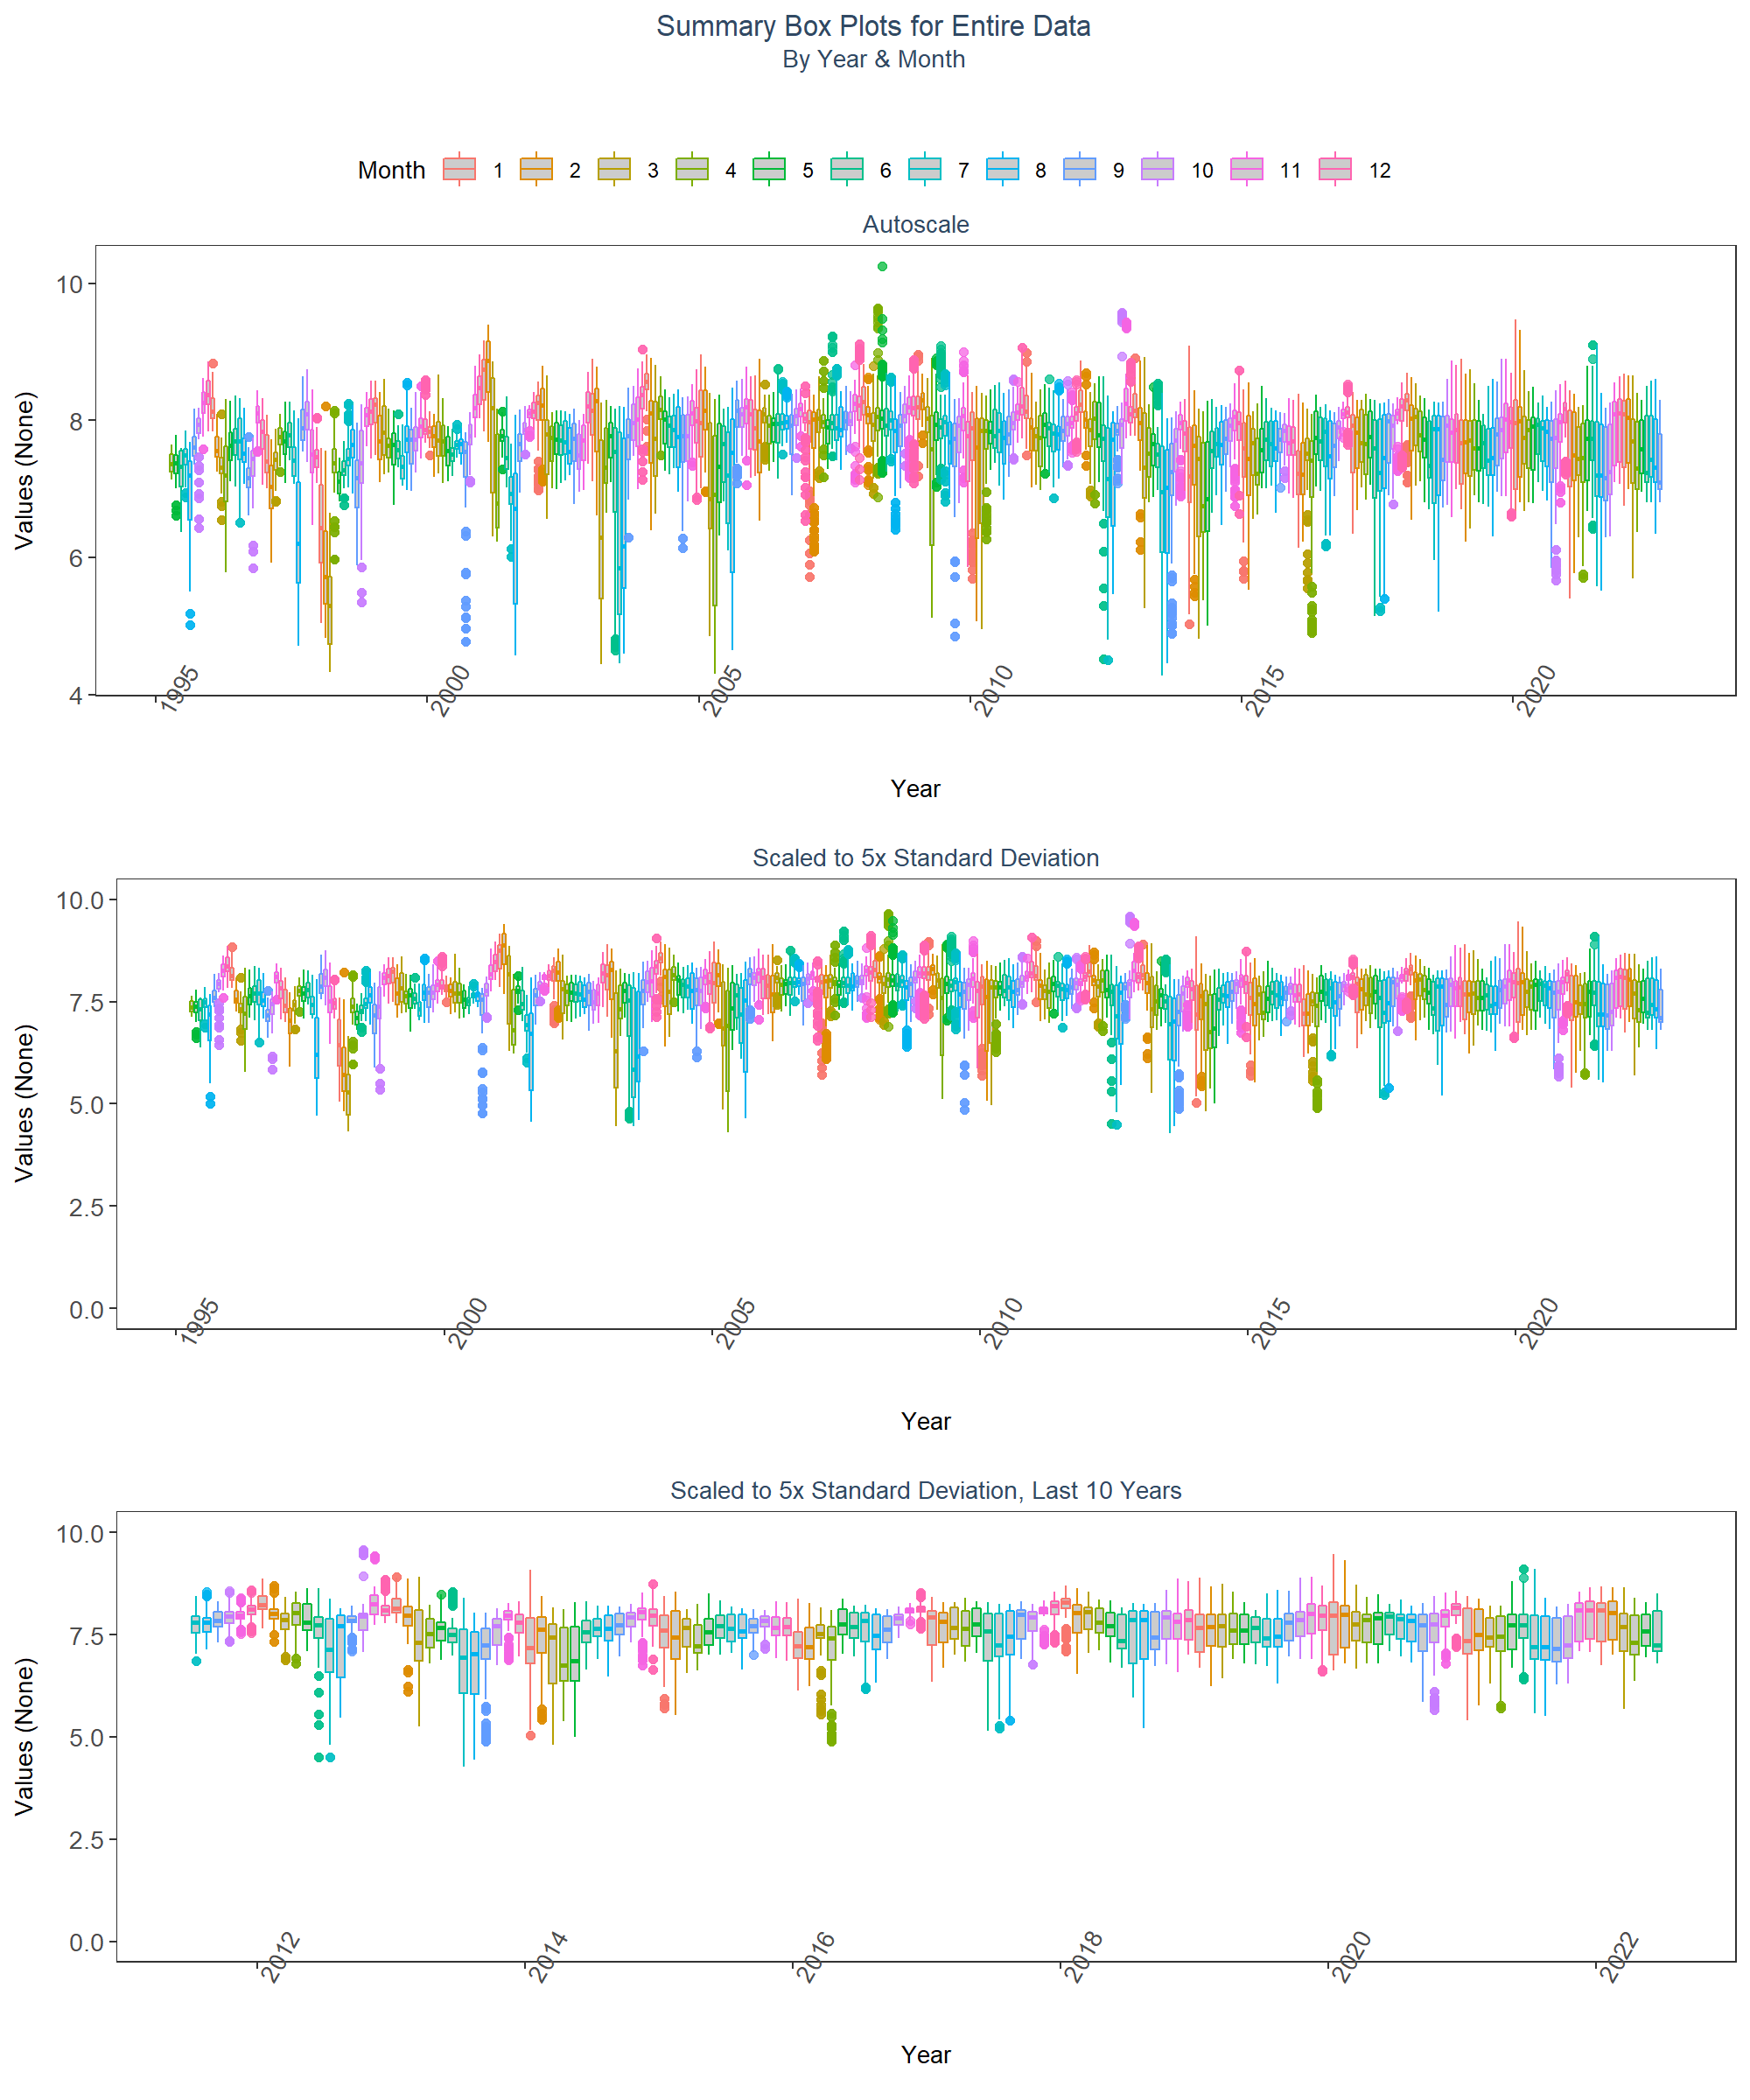 Summary Box Plots for Entire Data
By Year & Month
Month 1 2 3 4 5 6 7 8 9 10 11 12
Autoscale
Values (None)
10
8
6
4
1995 2000 2005 2010 2015 2020
Year
Scaled to 5x Standard Deviation
Values (None)
10.0
7.5
5.0
2.5
0.0
1995 2000 2005 2010 2015 2020
Year
Scaled to 5x Standard Deviation, Last 10 Years
Values (None)
10.0
7.5
5.0
2.5
0.0
2012 2014 2016 2018 2020 2022
Year